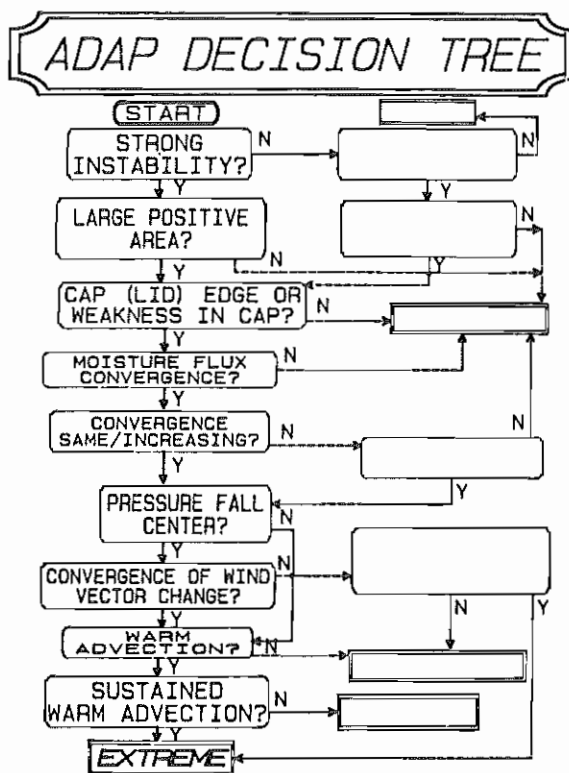 ADAP DECISION TREE
START
N
N
STRONG
INSTABILITY?
Y
Y
LARGE POSITIVE
AREA?
N
N
Y
Y
CAP (LID) EDGE OR
WEAKNESS IN CAP?
N
Y
MOISTURE FLUX
CONVERGENCE?
N
Y
CONVERGENCE
SAME/INCREASING?
N
N
Y
Y
PRESSURE FALL
CENTER?
N
Y
CONVERGENCE OF WIND
VECTOR CHANGE?
N
Y
N
Y
WARM
ADVECTION?
N
Y
SUSTAINED
WARM ADVECTION?
N
Y
EXTREME